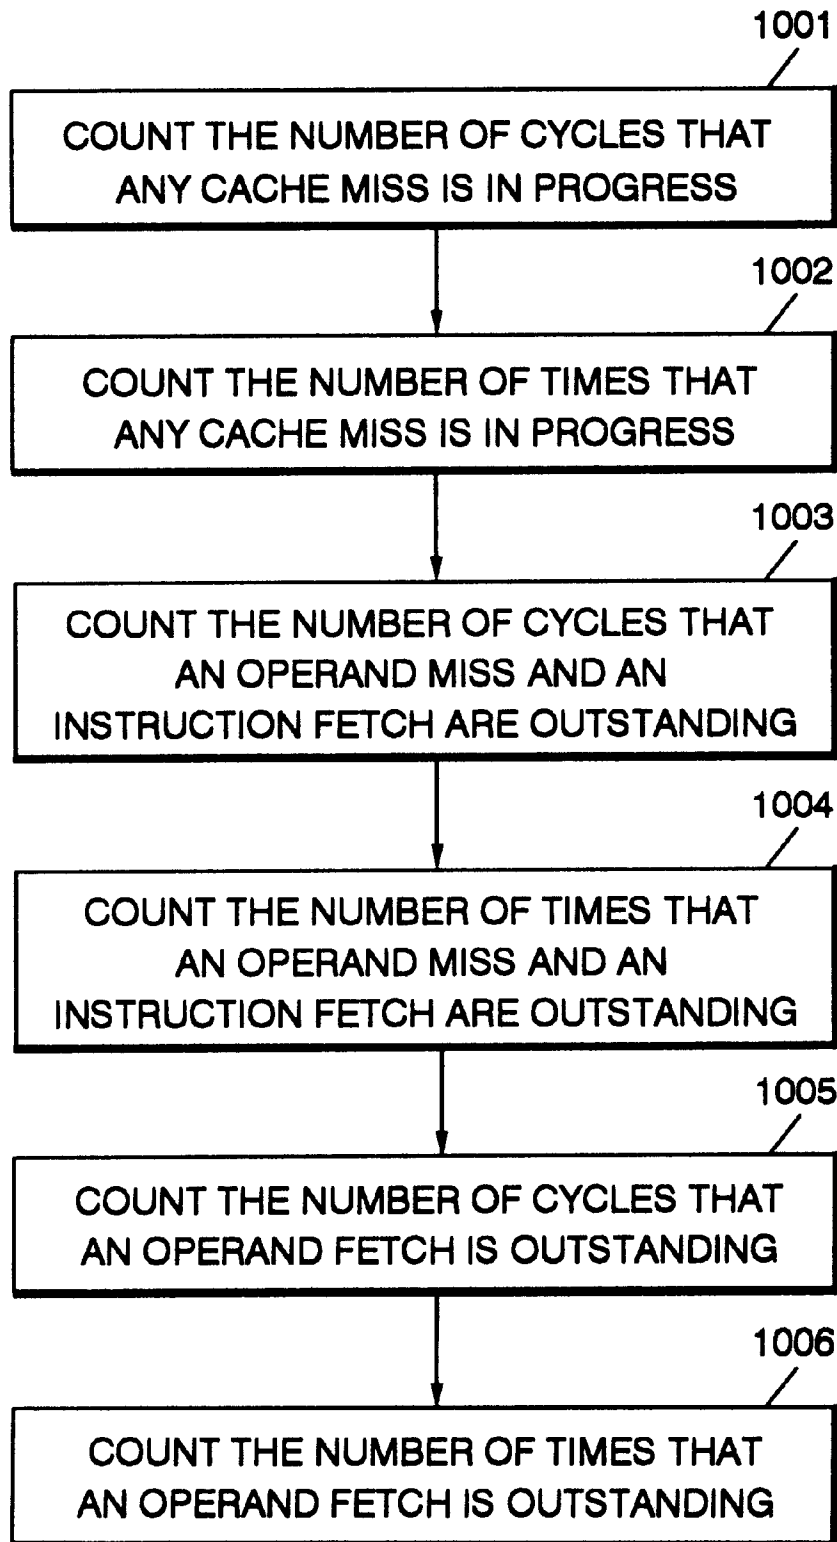 1001
COUNT THE NUMBER OF CYCLES THAT
ANY CACHE MISS IS IN PROGRESS
1002
COUNT THE NUMBER OF TIMES THAT
ANY CACHE MISS IS IN PROGRESS
1003
COUNT THE NUMBER OF CYCLES THAT
AN OPERAND MISS AND AN
INSTRUCTION FETCH ARE OUTSTANDING
1004
COUNT THE NUMBER OF TIMES THAT
AN OPERAND MISS AND AN
INSTRUCTION FETCH ARE OUTSTANDING
1005
COUNT THE NUMBER OF CYCLES THAT
AN OPERAND FETCH IS OUTSTANDING
1006
COUNT THE NUMBER OF TIMES THAT
AN OPERAND FETCH IS OUTSTANDING